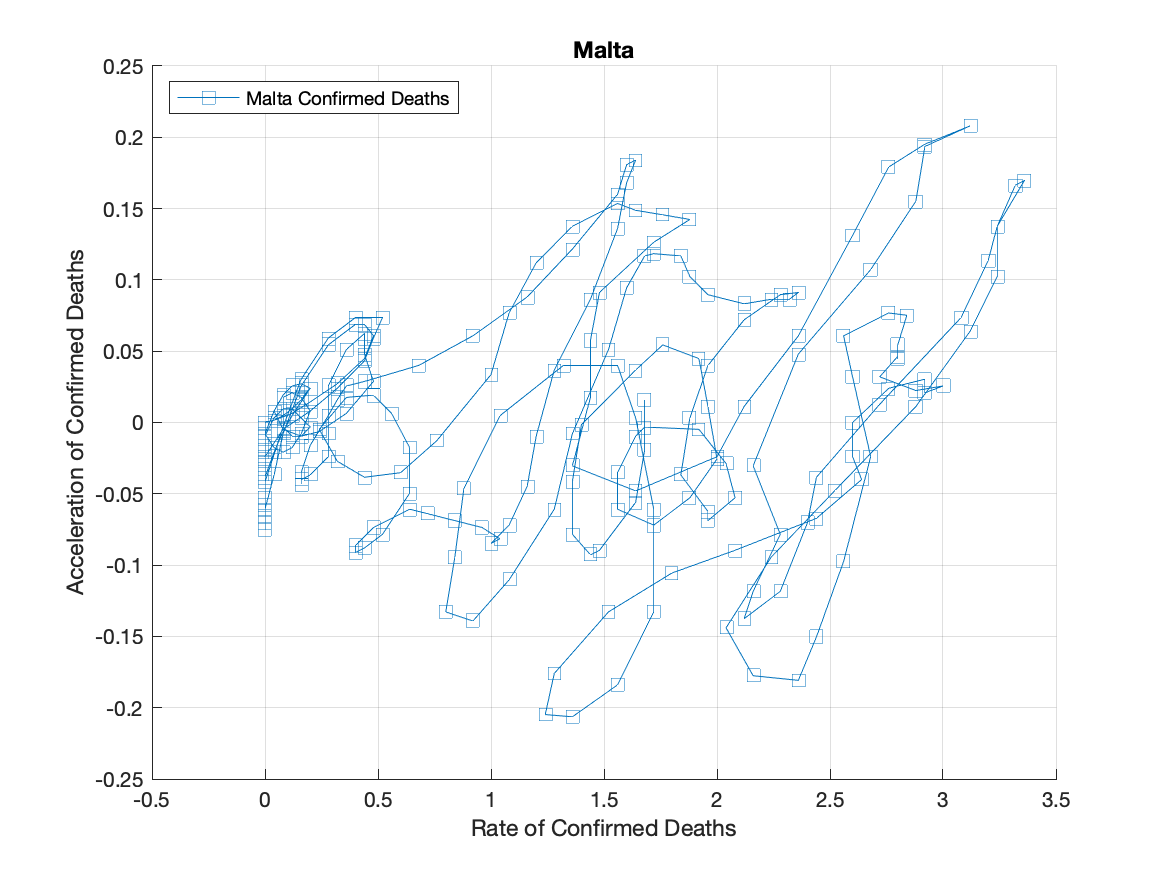 Malta
Malta Confirmed Deaths
0.25
0.2
0.15
0.1
0.05
0
-0.05
-0.1
-0.15
-0.2
-0.25
Acceleration of Confirmed Deaths
-0.5 0 0.5 1 1.5 2 2.5 3 3.5
Rate of Confirmed Deaths